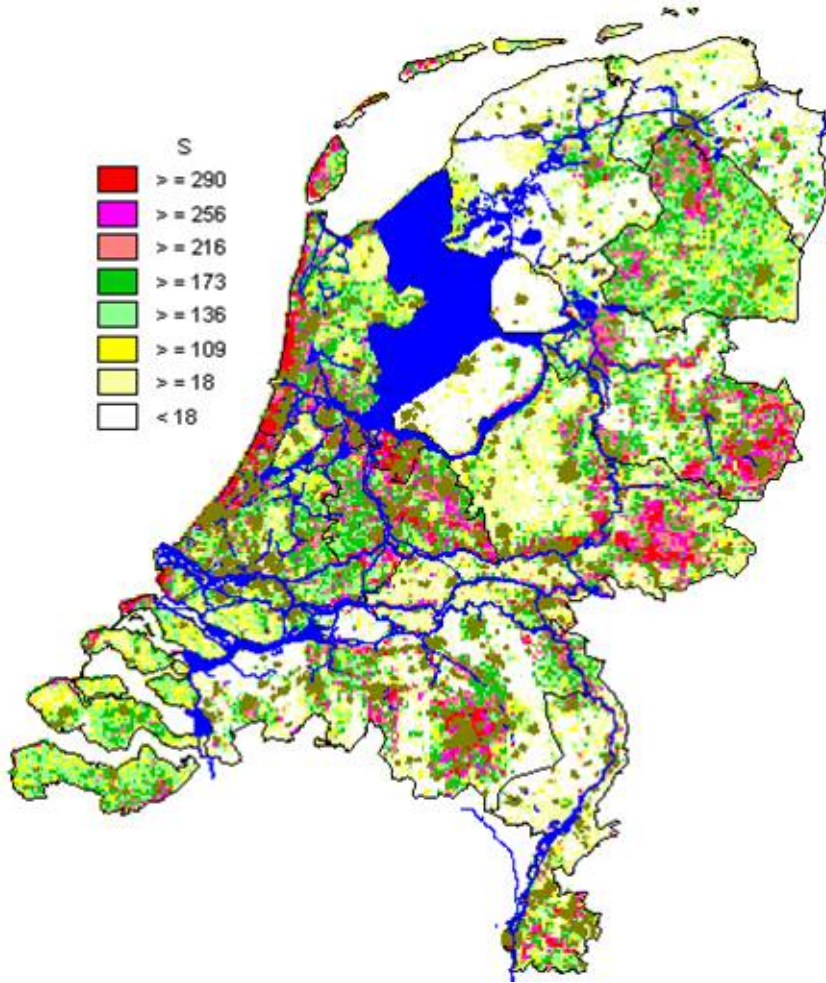 S
> = 290
> = 256
> = 216
> = 173
> = 136
> = 109
> = 18
< 18